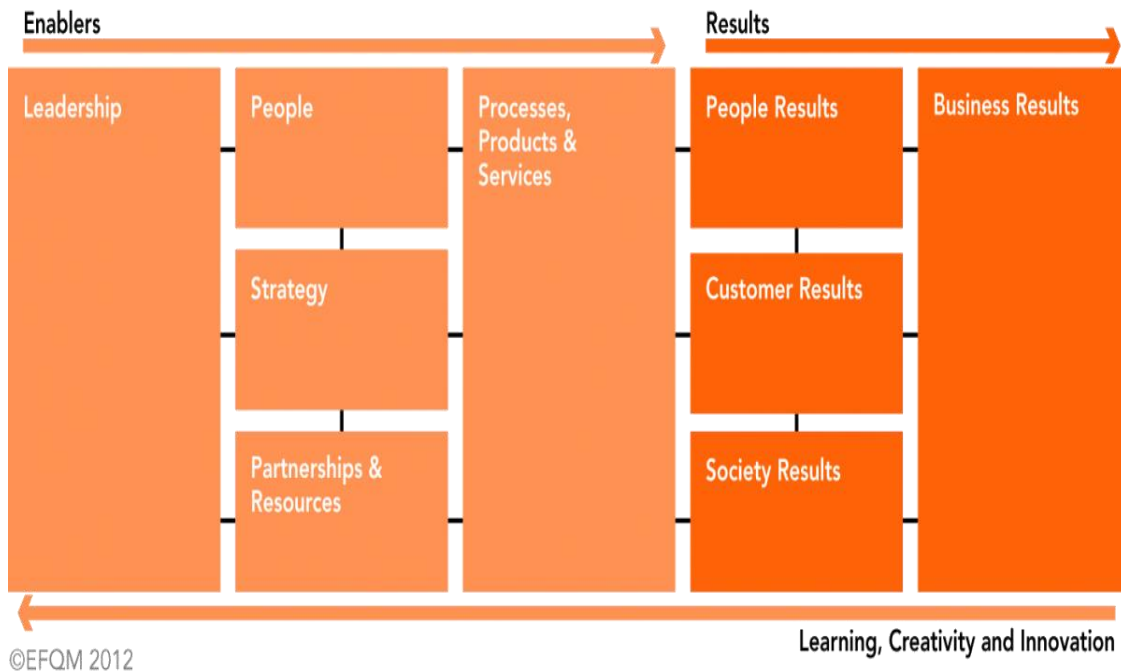 Enablers
Results
Leadership
People
Processes,
Products &
Services
People Results
Business Results
Strategy
Customer Results
Partnerships &
Resources
Society Results
Learning, Creativity and Innovation
©EFQM 2012